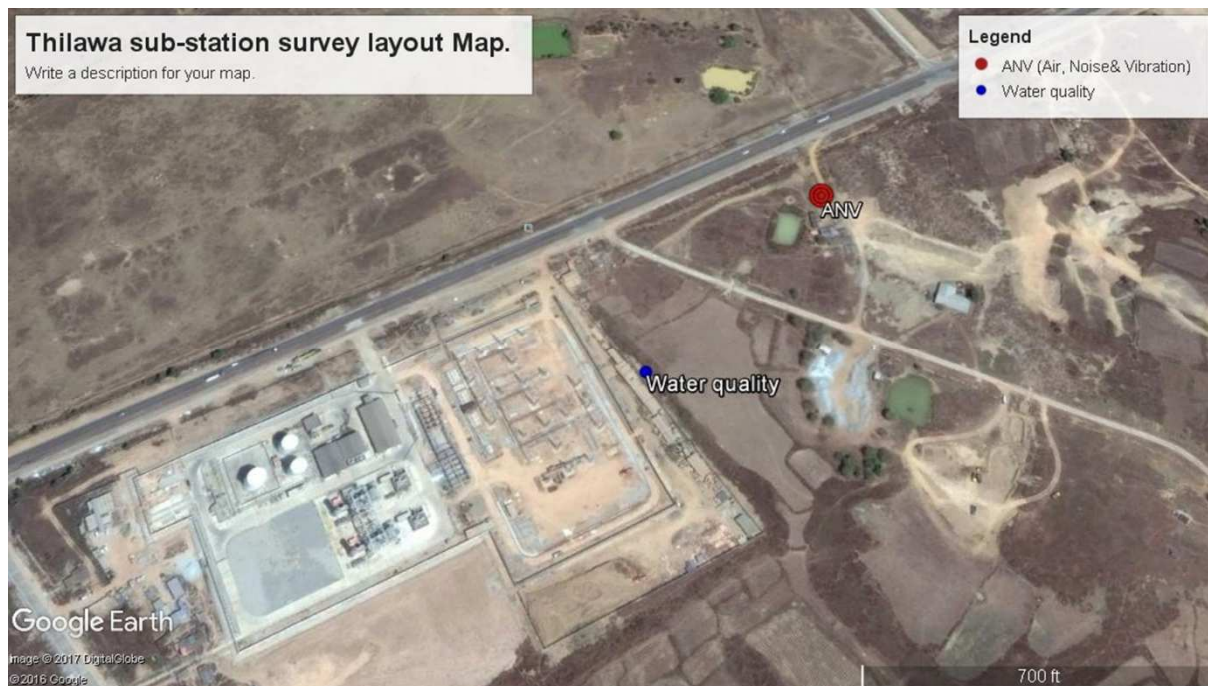 Thilawa sub-station survey layout Map.
Write a description for your map.
Legend
ANV (Air, Noise& Vibration)
Water quality
ANV
Water quality
Google Earth
Image © 2017 DigitalGlobe
© 2016 Google
700 ft